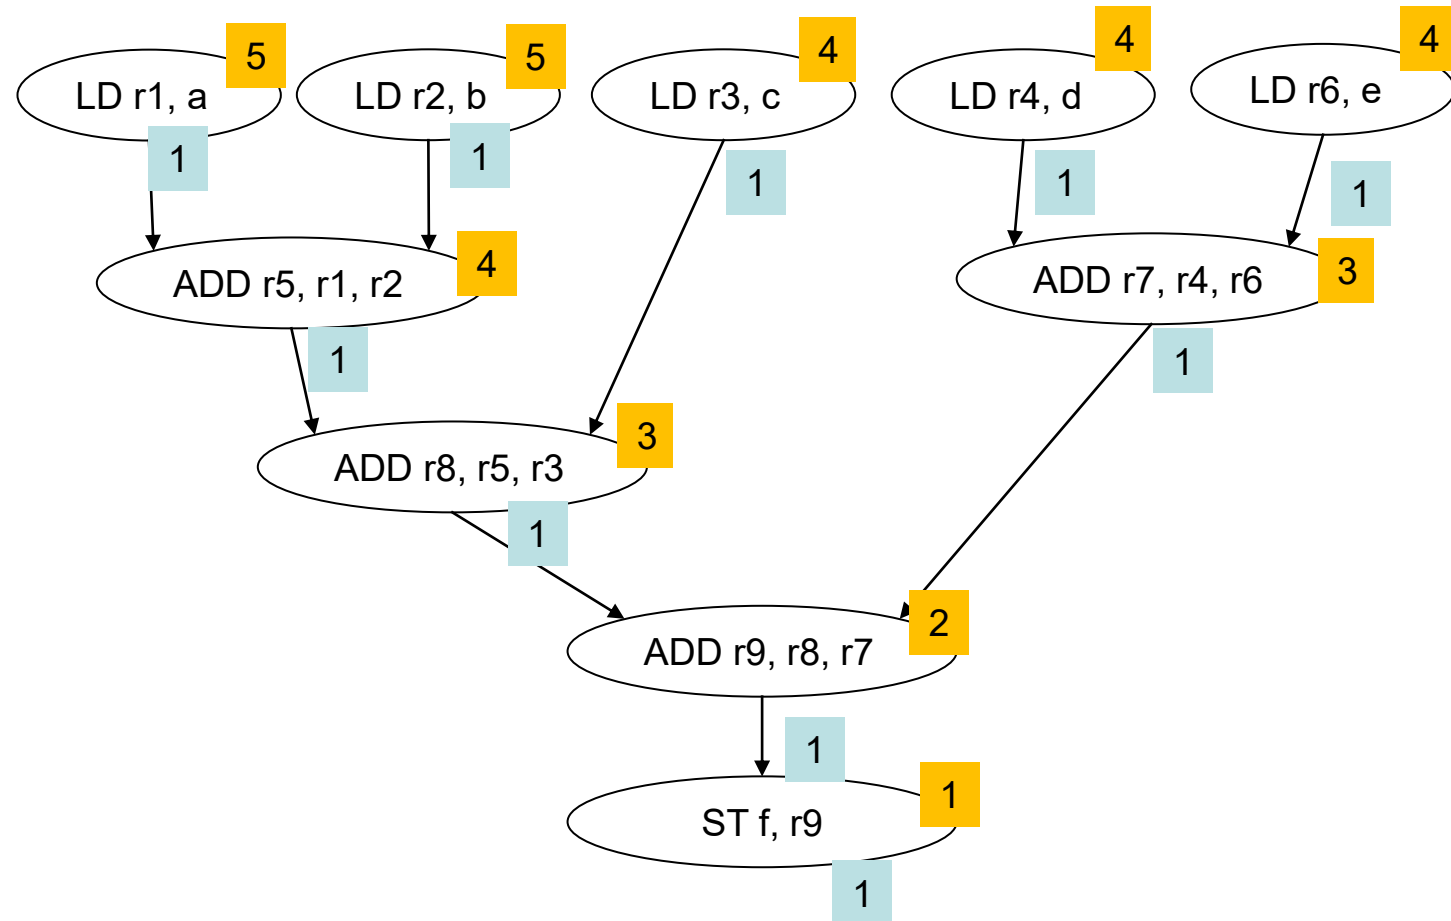 5
5
4
4
4
LD r1, a
LD r2, b
LD r3, c
LD r4, d
LD r6, e
1
1
1
1
1
ADD r5, r1, r2
4
ADD r7, r4, r6
3
1
1
ADD r8, r5, r3
3
1
ADD r9, r8, r7
2
1
ST f, r9
1
1